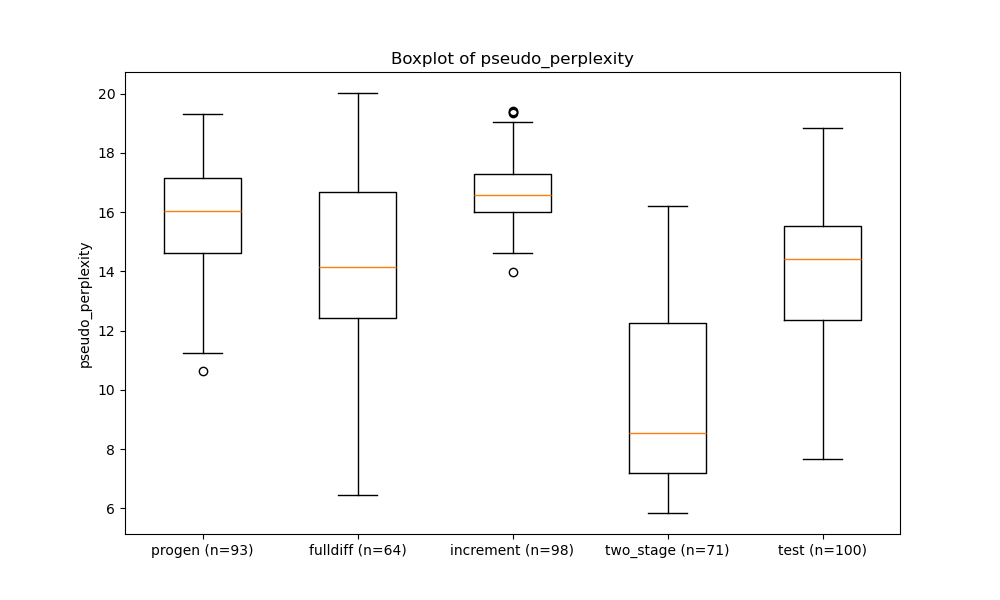 Boxplot of pseudo_perplexity
pseudo_perplexity
20
18
16
14
12
10
8
6
progen (n=93)
fulldiff (n=64)
increment (n=98)
two_stage (n=71)
test (n=100)